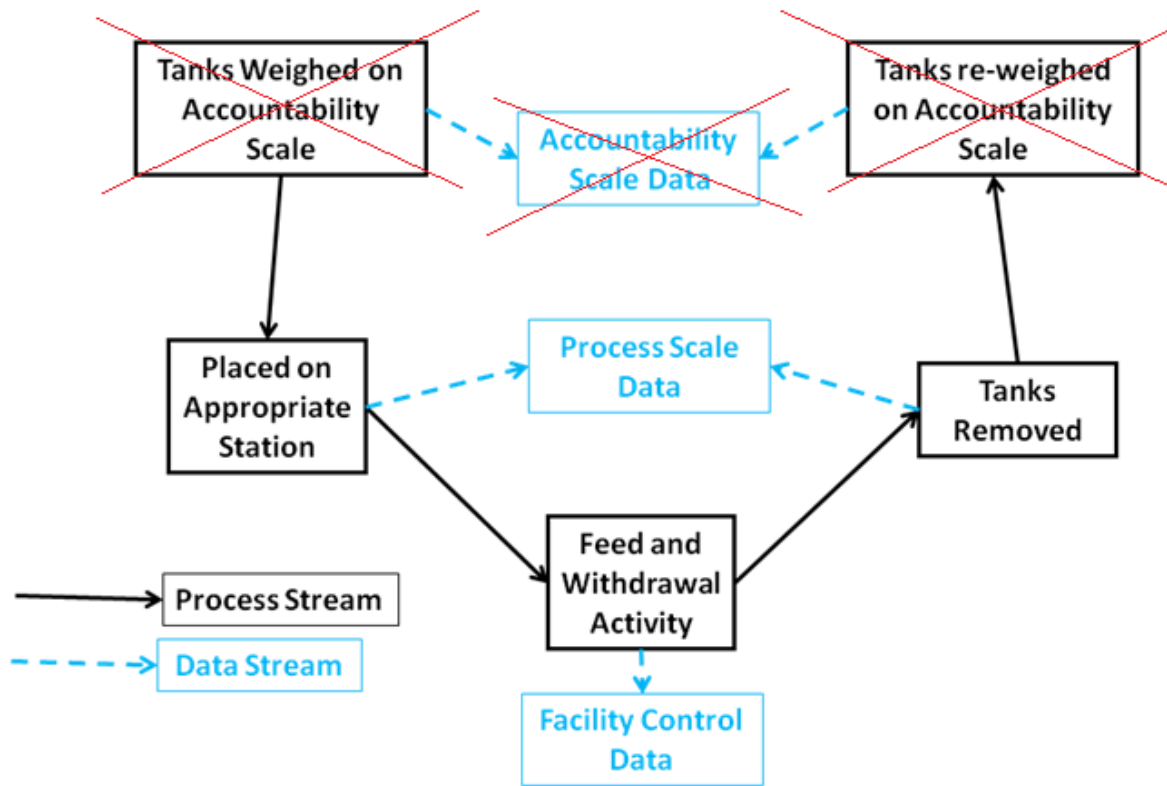 Tanks Weighed on
Accountability
Scale
Accountability
Scale Data
Tanks re-weighed
on Accountability
Scale
Placed on
Appropriate
Station
Process Scale
Data
Tanks
Removed
Feed and
Withdrawal
Activity
Process Stream
Data Stream
Facility Control
Data